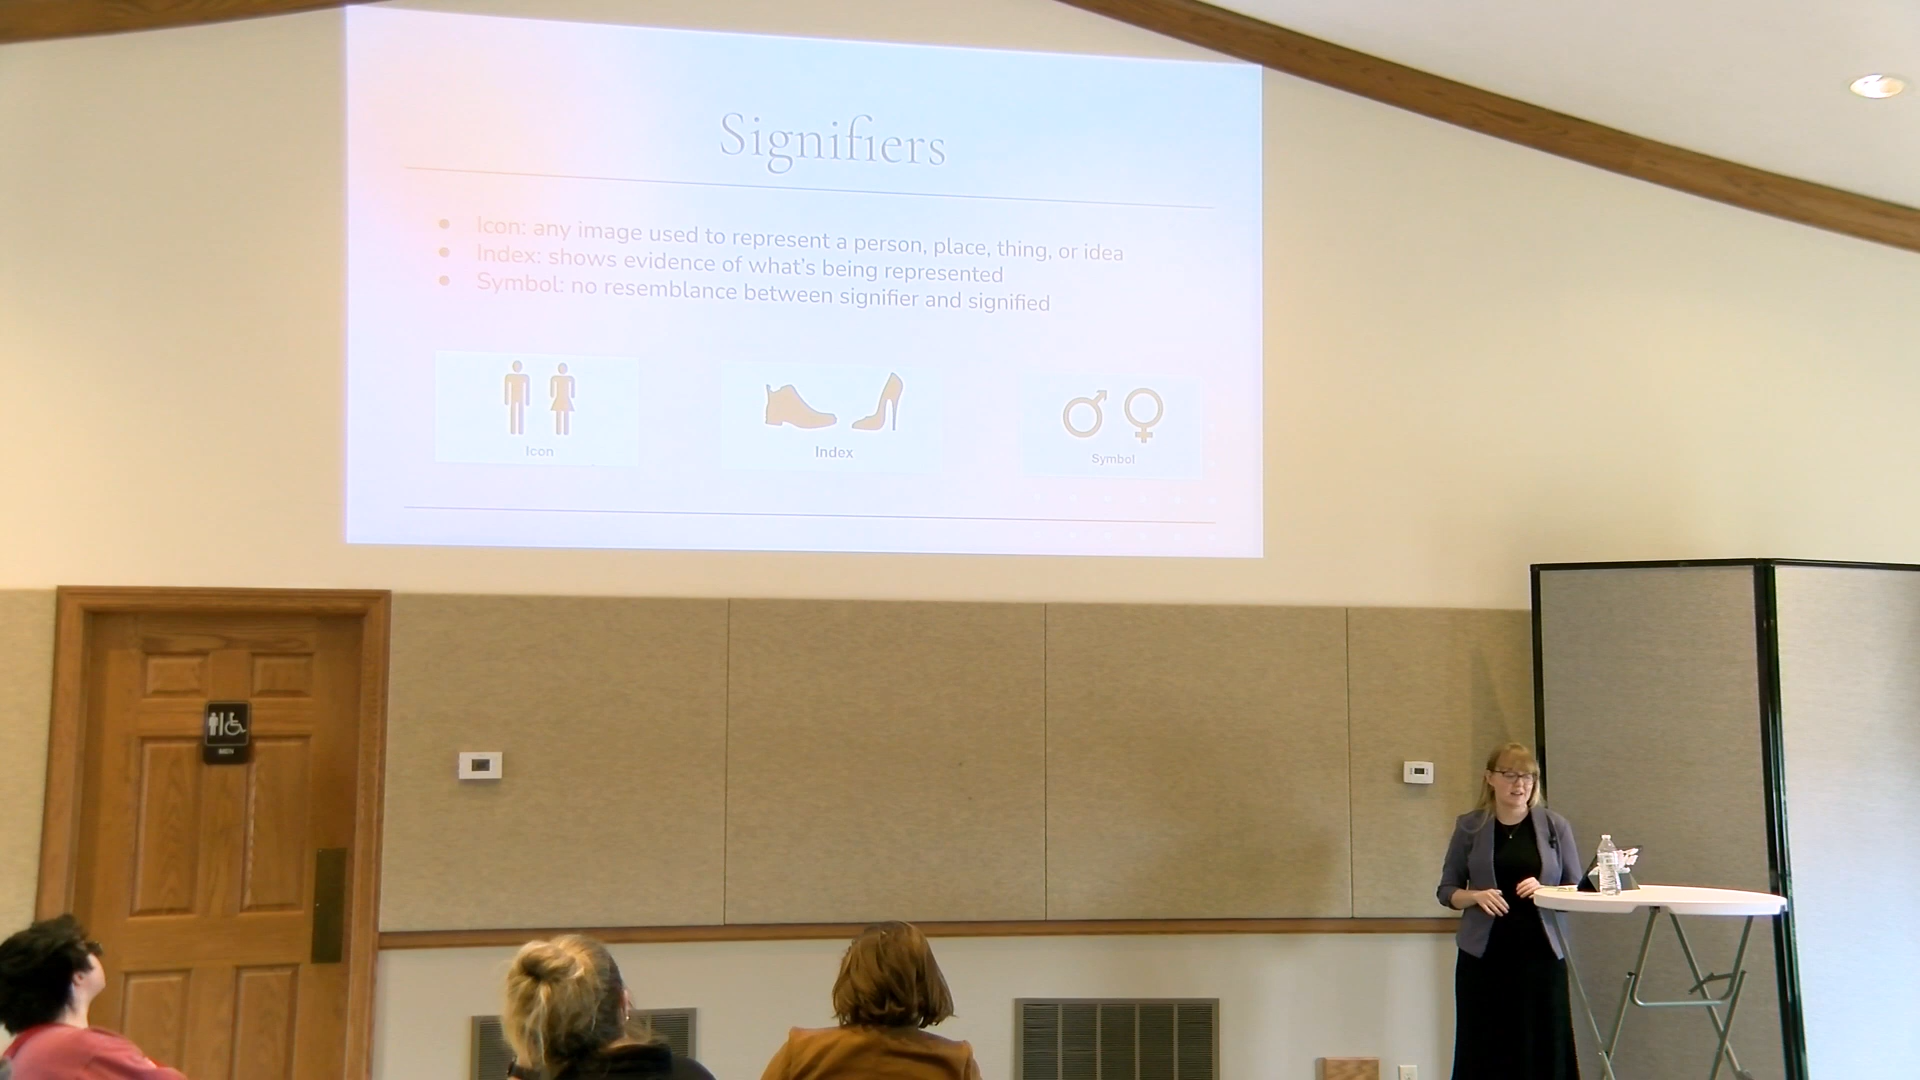 Signifiers
● Icon: any image used to represent a person, place, thing, or idea
● Index: shows evidence of what's being represented
● Symbol: no resemblance between signifier and signified
Icon
Index
Symbol
MEN